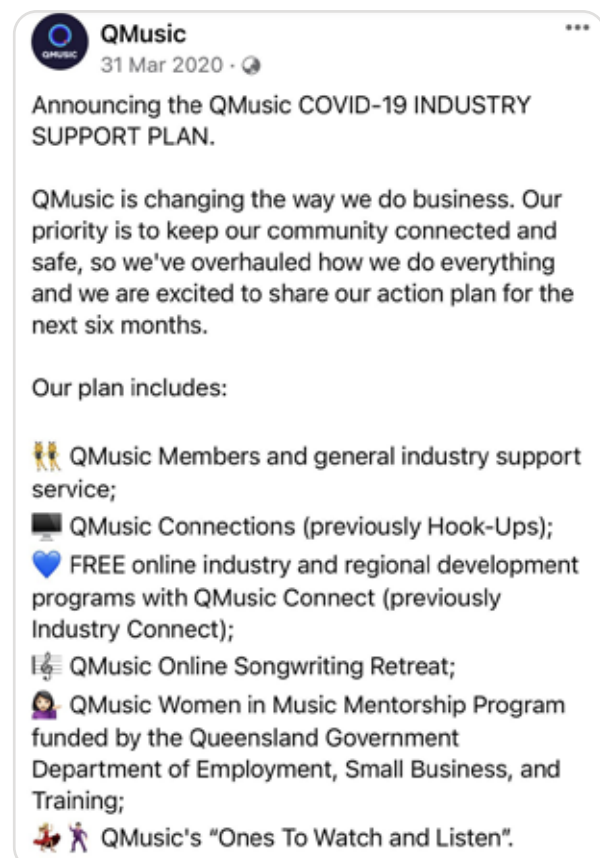 QMusic
QMUSIC
31 Mar 2020 ·
Announcing the QMusic COVID-19 INDUSTRY
SUPPORT PLAN.
QMusic is changing the way we do business. Our
priority is to keep our community connected and
safe, so we've overhauled how we do everything
and we are excited to share our action plan for the
next six months.
Our plan includes:
👯 QMusic Members and general industry support
service;
🖥️ QMusic Connections (previously Hook-Ups);
💙 FREE online industry and regional development
programs with QMusic Connect (previously
Industry Connect);
🎼 QMusic Online Songwriting Retreat;
💁🏻‍♀️ QMusic Women in Music Mentorship Program
funded by the Queensland Government
Department of Employment, Small Business, and
Training;
💃🕺 QMusic's “Ones To Watch and Listen”.